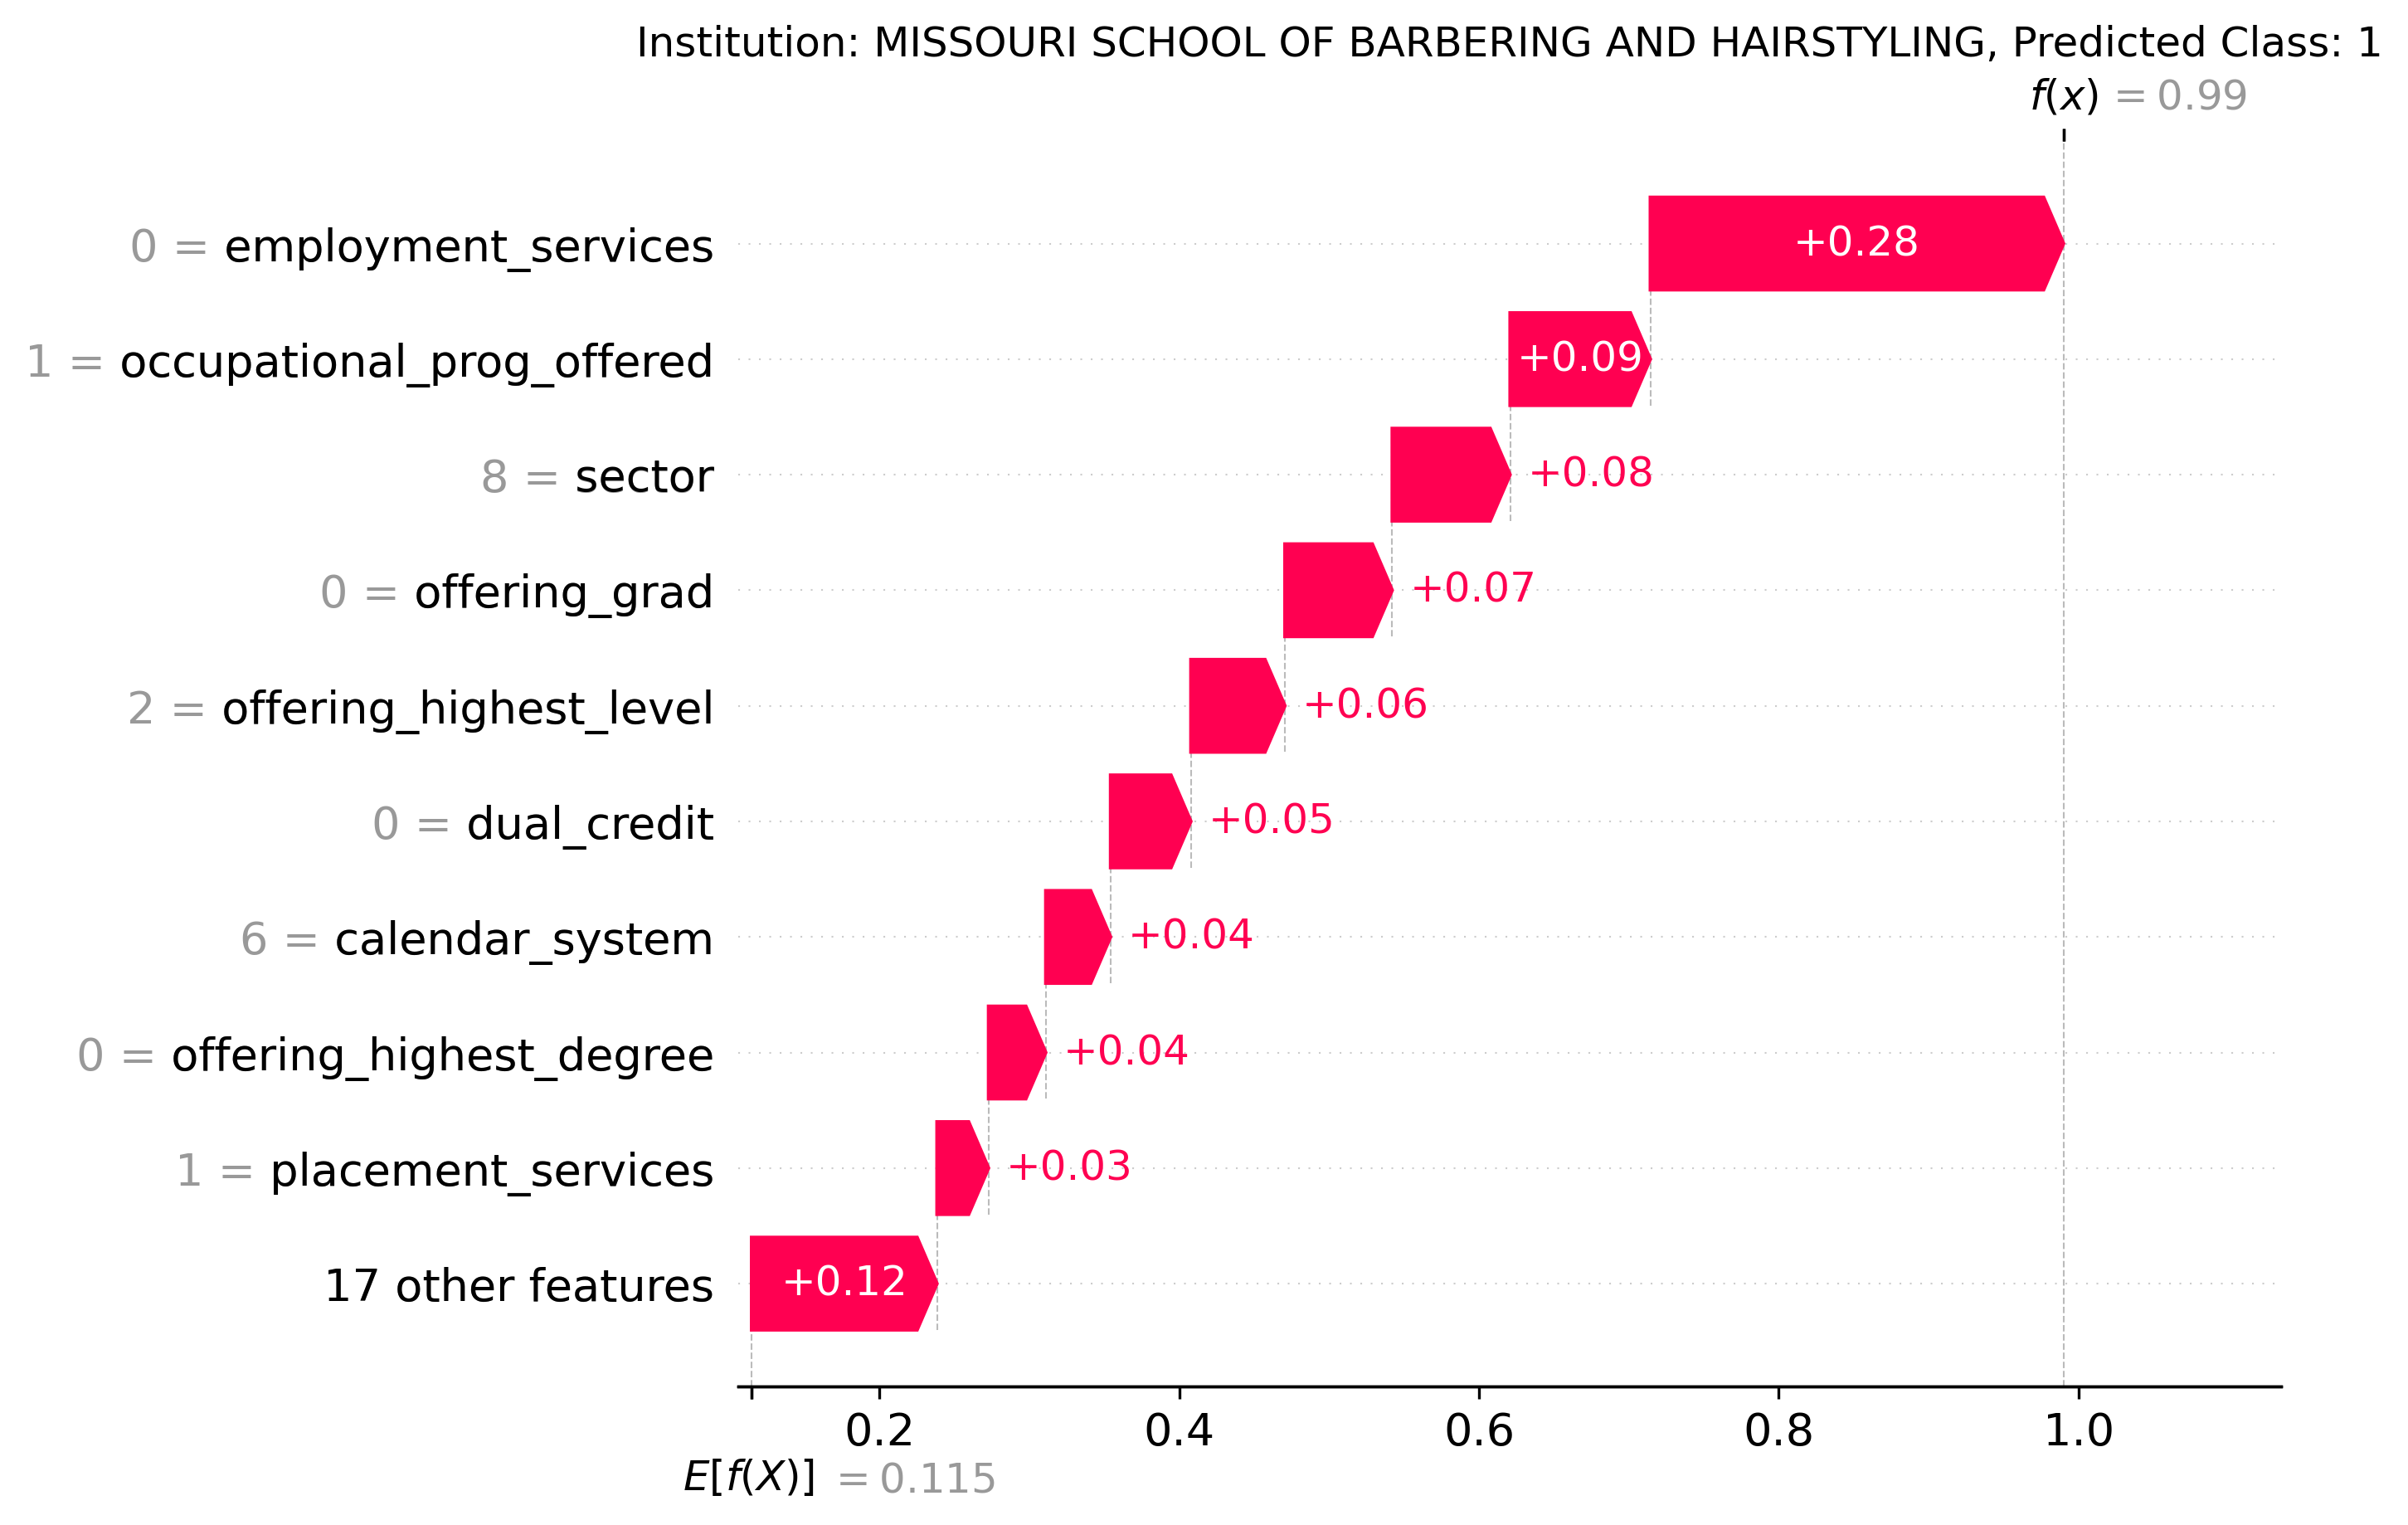 Institution: MISSOURI SCHOOL OF BARBERING AND HAIRSTYLING, Predicted Class: 1
f(x) = 0.99
0 = employment_services +0.28
1 = occupational_prog_offered +0.09
8 = sector +0.08
0 = offering_grad +0.07
2 = offering_highest_level +0.06
0 = dual_credit +0.05
6 = calendar_system +0.04
0 = offering_highest_degree +0.04
1 = placement_services +0.03
17 other features +0.12
0.2 0.4 0.6 0.8 1.0
E[f(X)] = 0.115